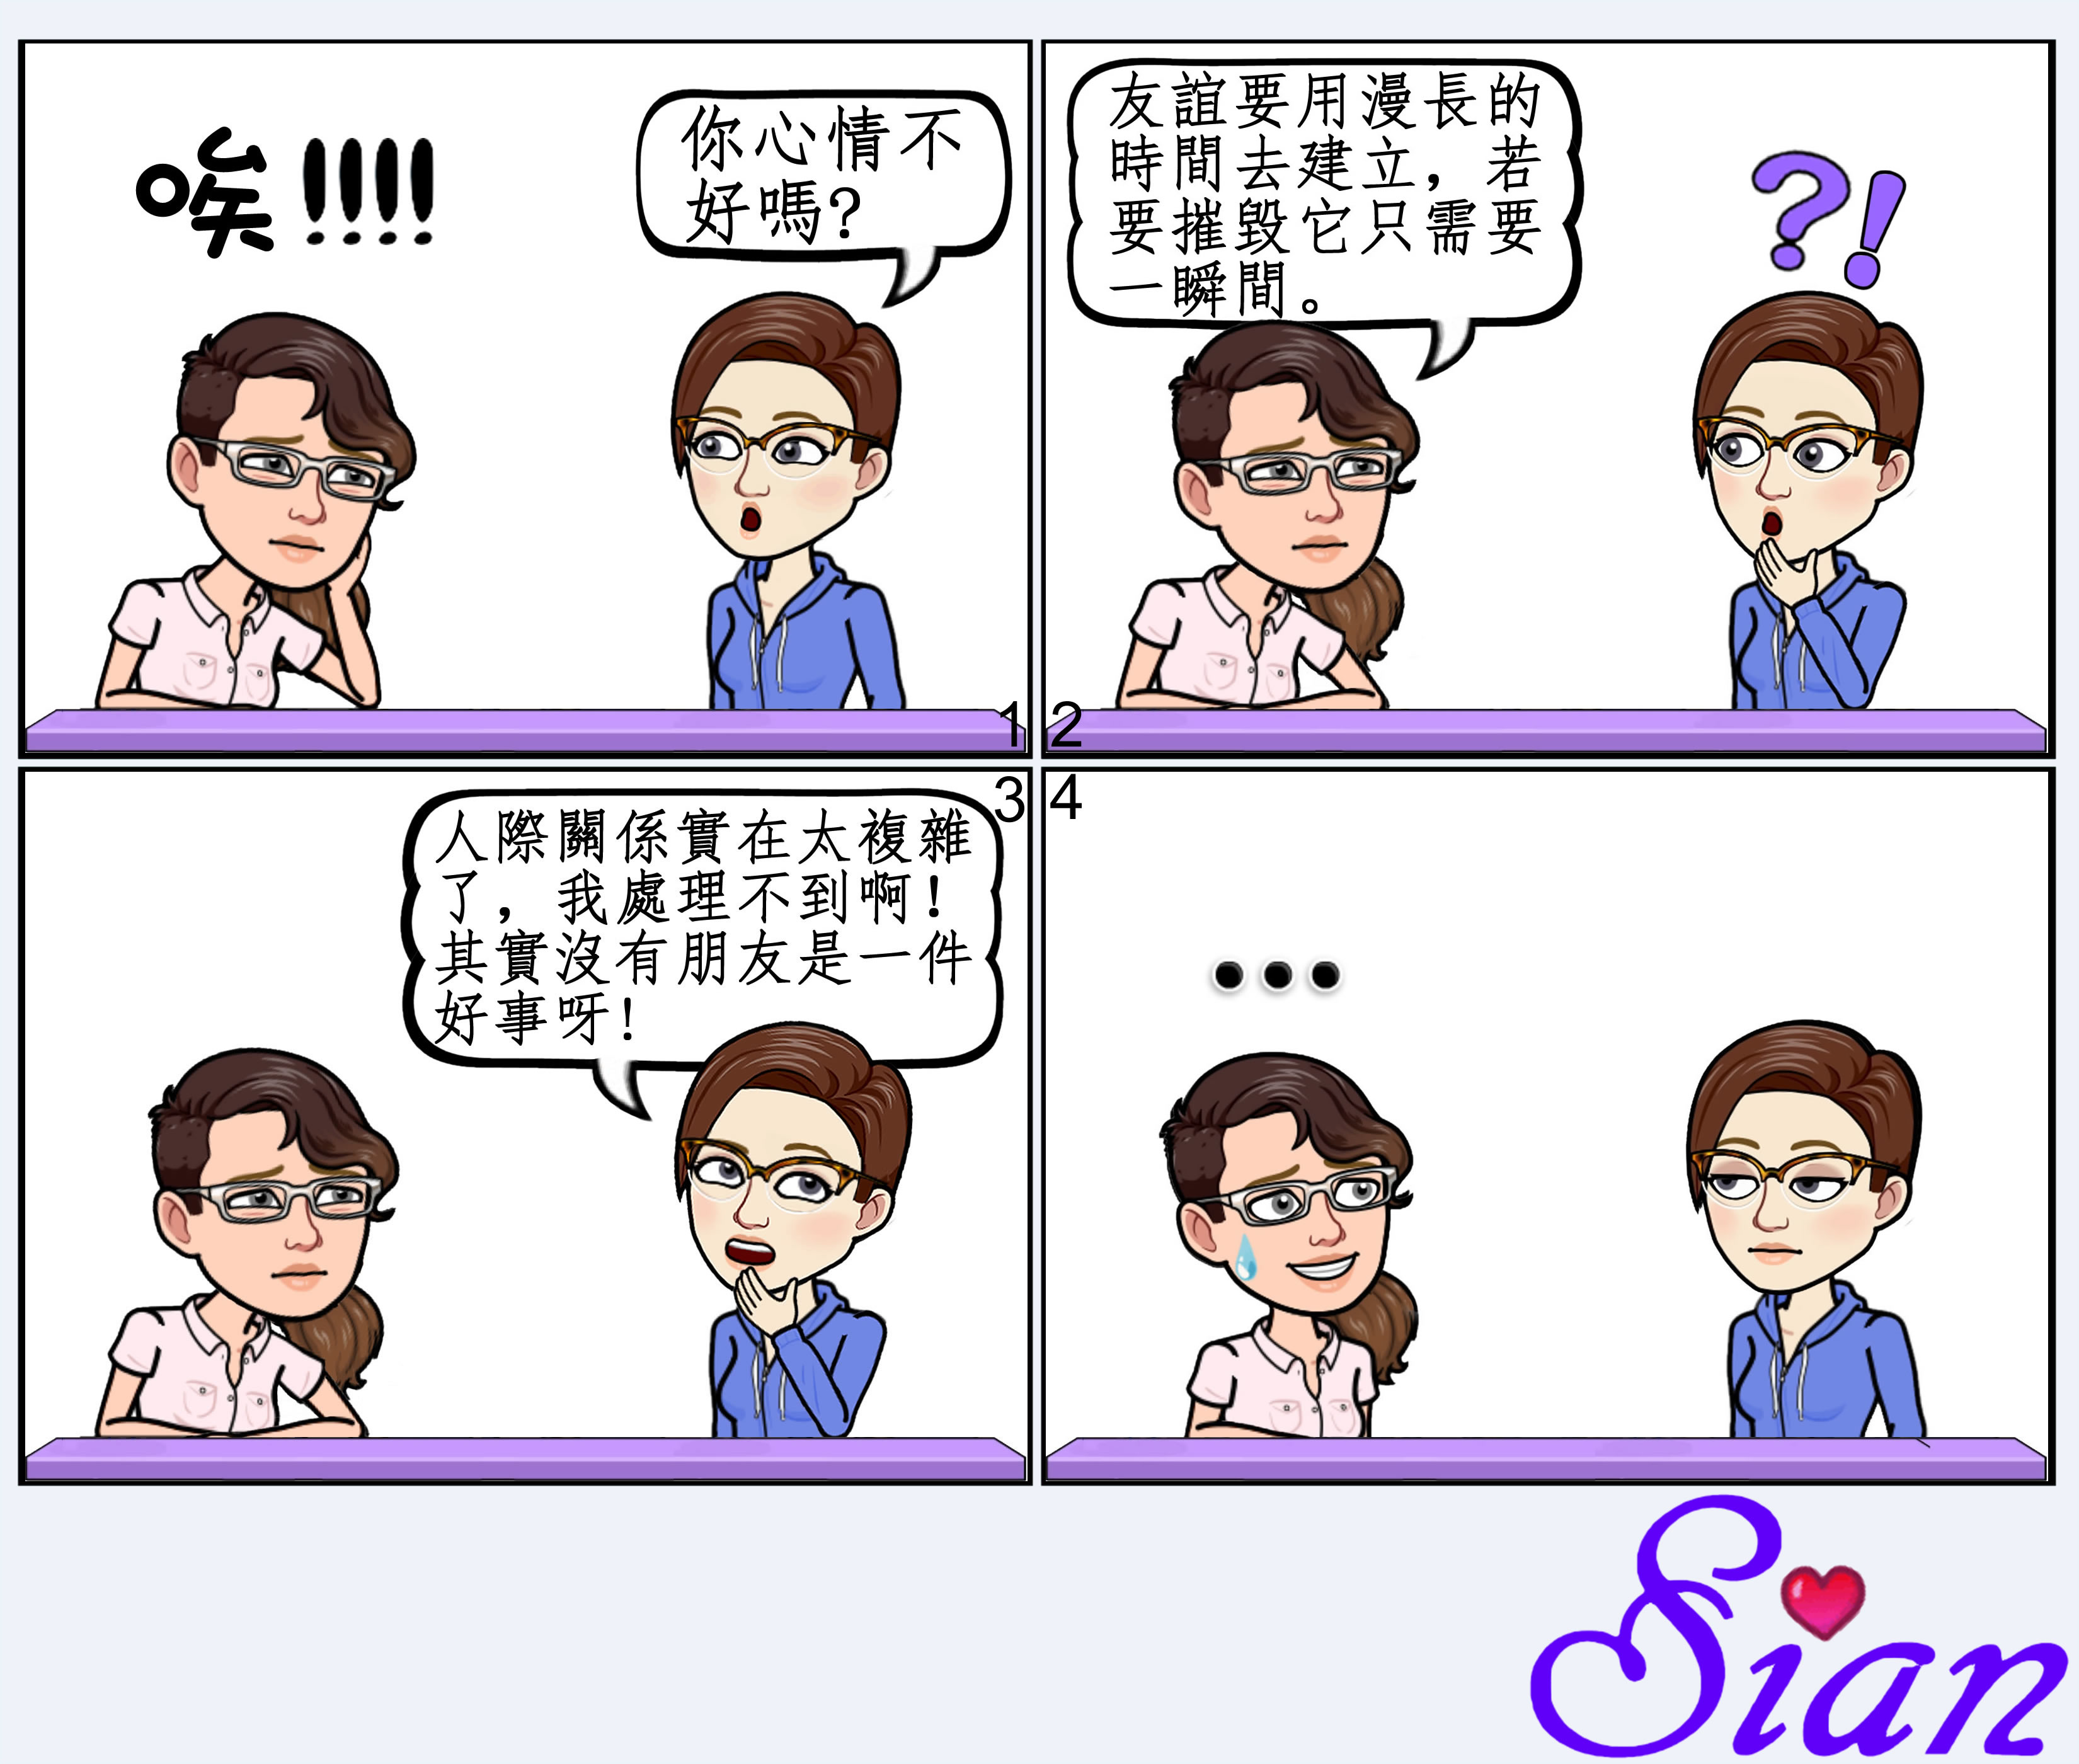 唉!!!!
你心情不
好嗎?
1
友誼要用漫長的
時間去建立，若
要摧毀它只需要
一瞬間。
?!
2
人際關係實在太複雜
了，我處理不到啊!
其實沒有朋友是一件
好事呀!
3
4
...
Sian